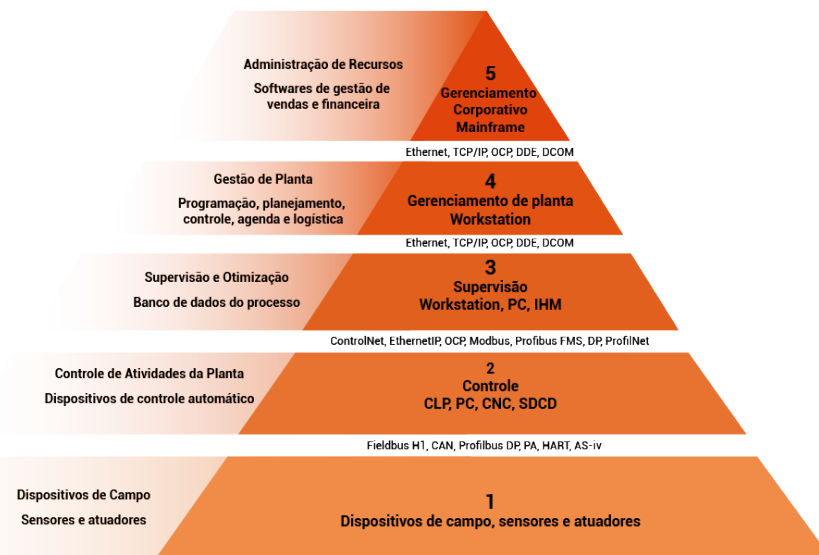 Administração de Recursos
Softwares de gestão de
vendas e financeira
5
Gerenciamento
Corporativo
Mainframe
Ethernet, TCP/IP, OCP, DDE, DCOM
Gestão de Planta
Programação, planejamento,
controle, agenda e logística
4
Gerenciamento de planta
Workstation
Ethernet, TCP/IP, OCP, DDE, DCOM
Supervisão e Otimização
Banco de dados do processo
3
Supervisão
Workstation, PC, IHM
ControlNet, EthernetIP, OCP, Modbus, Profibus FMS, DP, ProfilNet
Controle de Atividades da Planta
Dispositivos de controle automático
2
Controle
CLP, PC, CNC, SDCD
Fieldbus H1, CAN, Profilbus DP, PA, HART, AS-iv
Dispositivos de Campo
Sensores e atuadores
1
Dispositivos de campo, sensores e atuadores